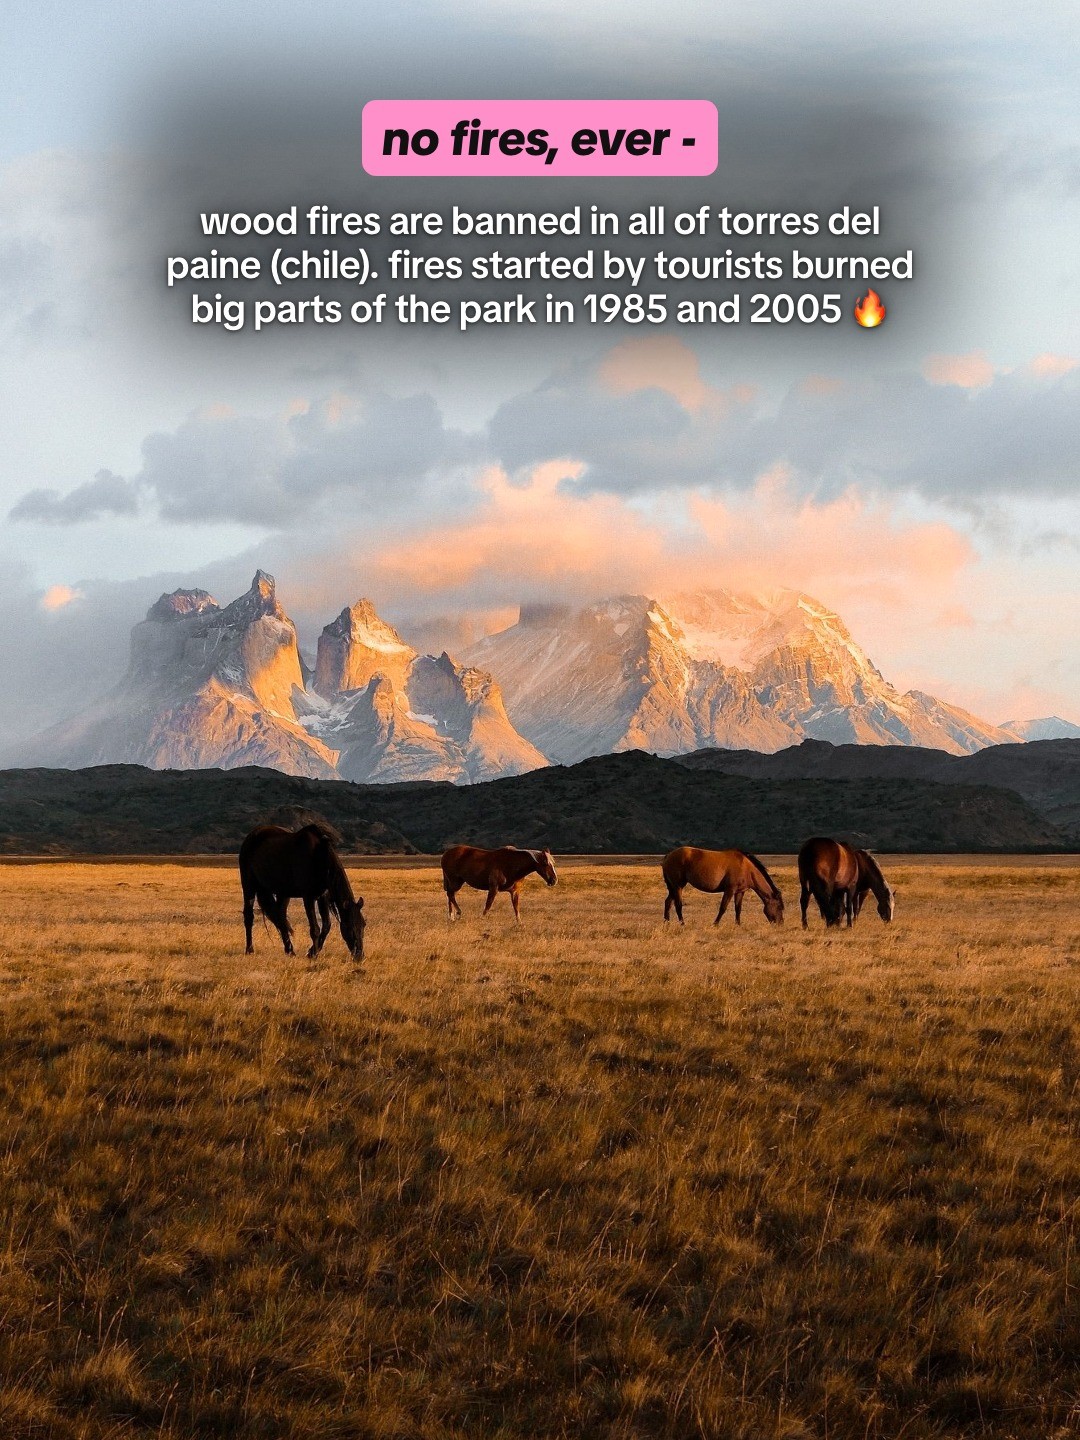 no fires, ever -
wood fires are banned in all of torres del
paine (chile). fires started by tourists burned
big parts of the park in 1985 and 2005 🔥